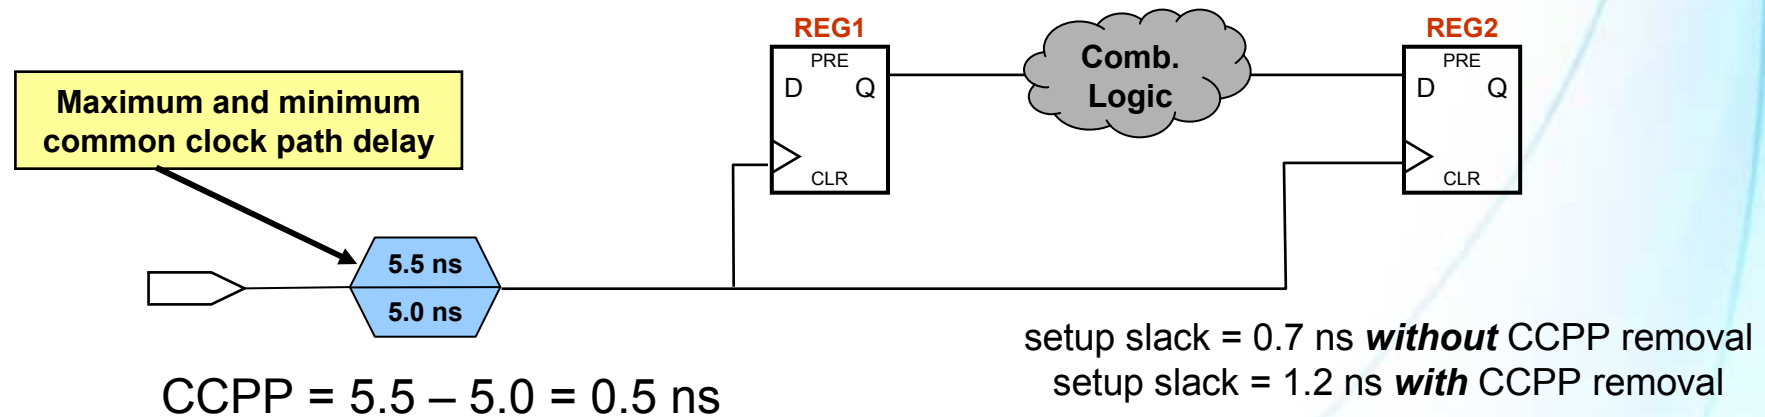 REG1
REG2
PRE
D Q
CLR
Comb.
Logic
PRE
D Q
CLR
Maximum and minimum
common clock path delay
5.5 ns
5.0 ns
setup slack = 0.7 ns without CCPP removal
setup slack = 1.2 ns with CCPP removal
CCPP = 5.5 – 5.0 = 0.5 ns